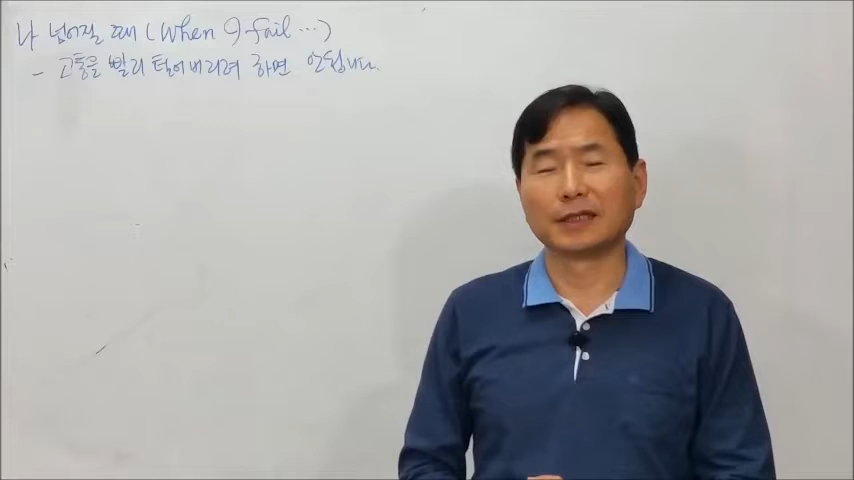 나 넘어질 때 (When I fail ...)
- 고통을 빨리 털어버리려 하면 안됩니다.